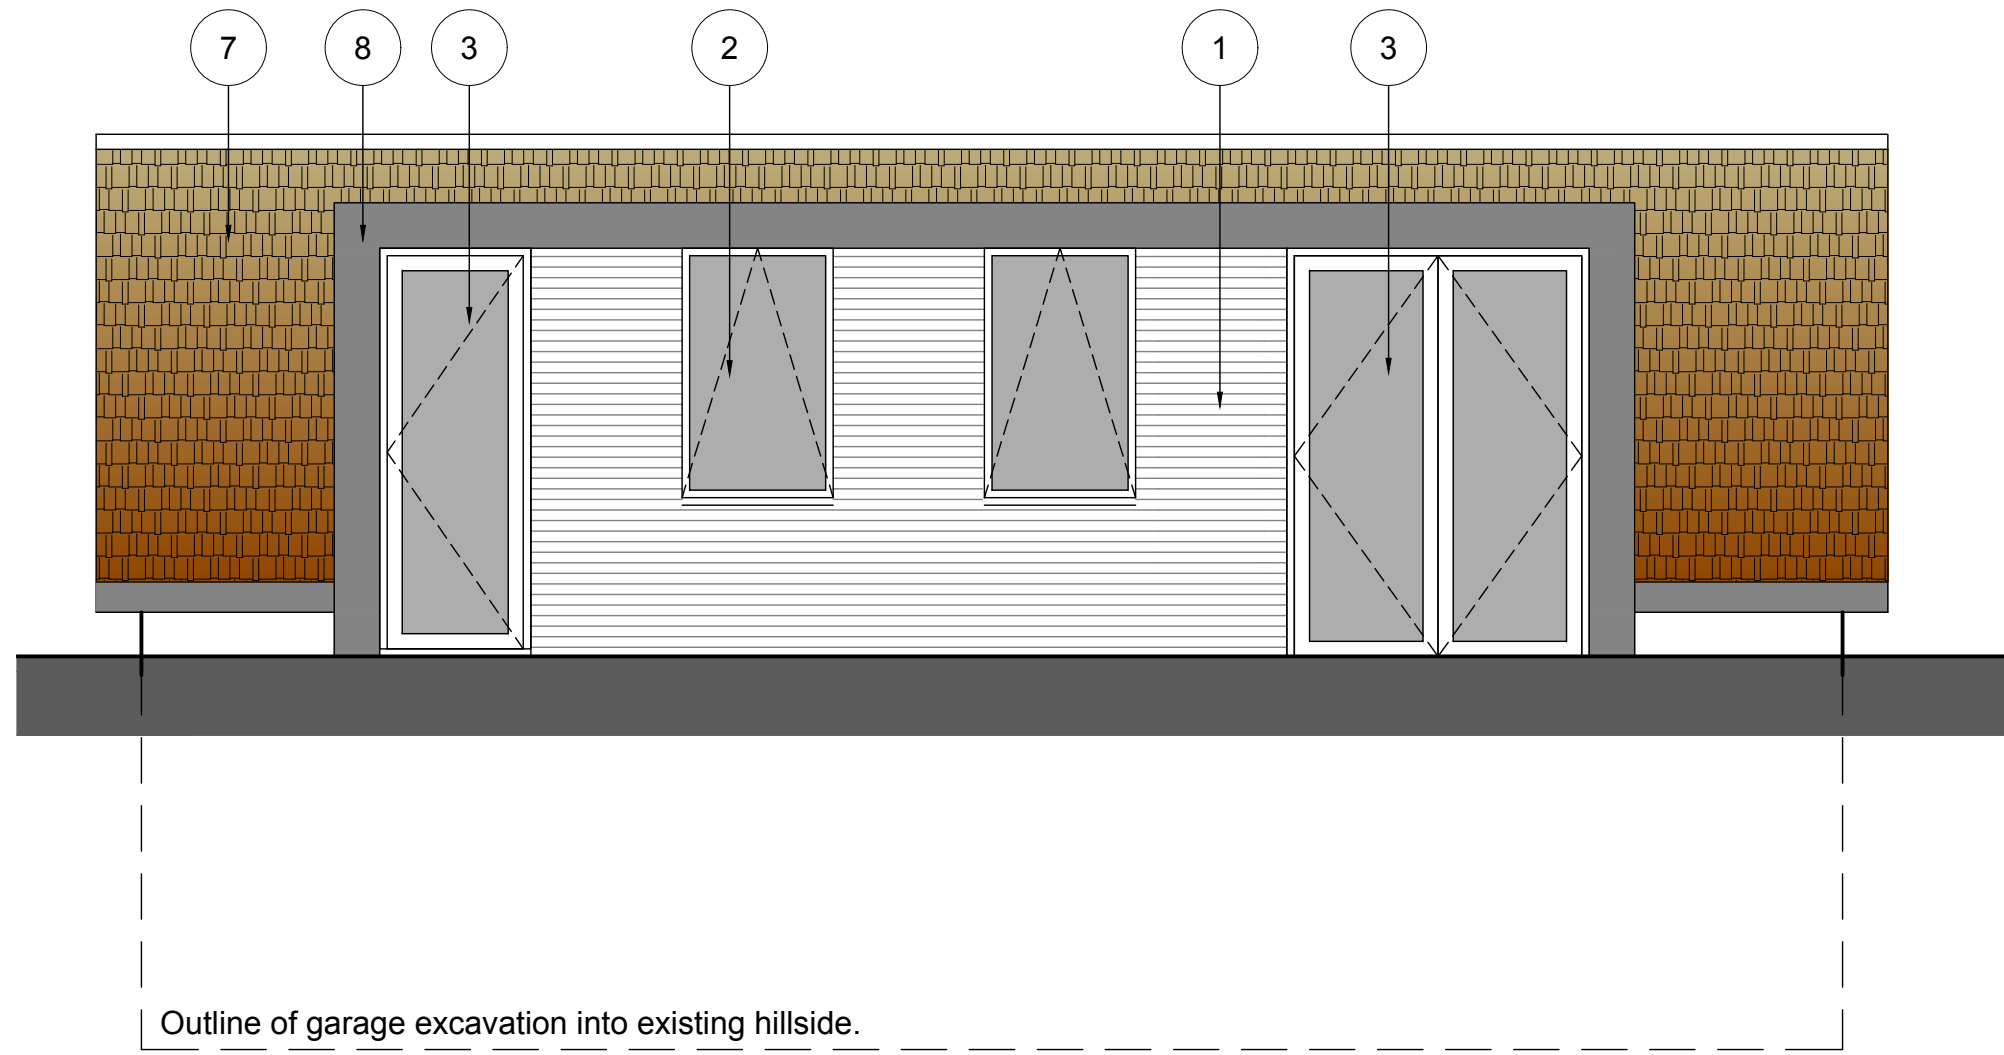 7 8 3 2 1 3
Outline of garage excavation into existing hillside.